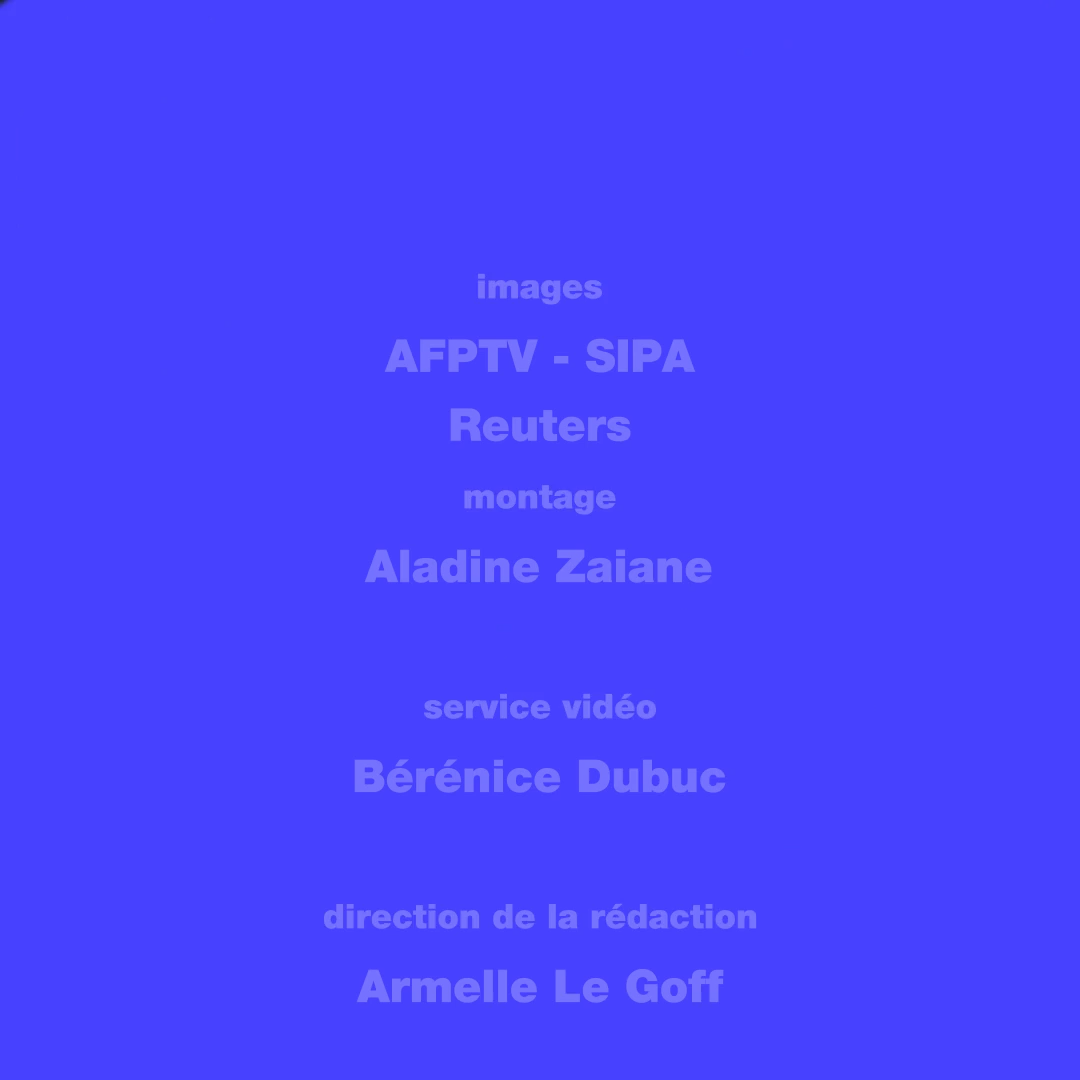 images
AFPTV - SIPA
Reuters
montage
Aladine Zaiane
service vidéo
Bérénice Dubuc
direction de la rédaction
Armelle Le Goff